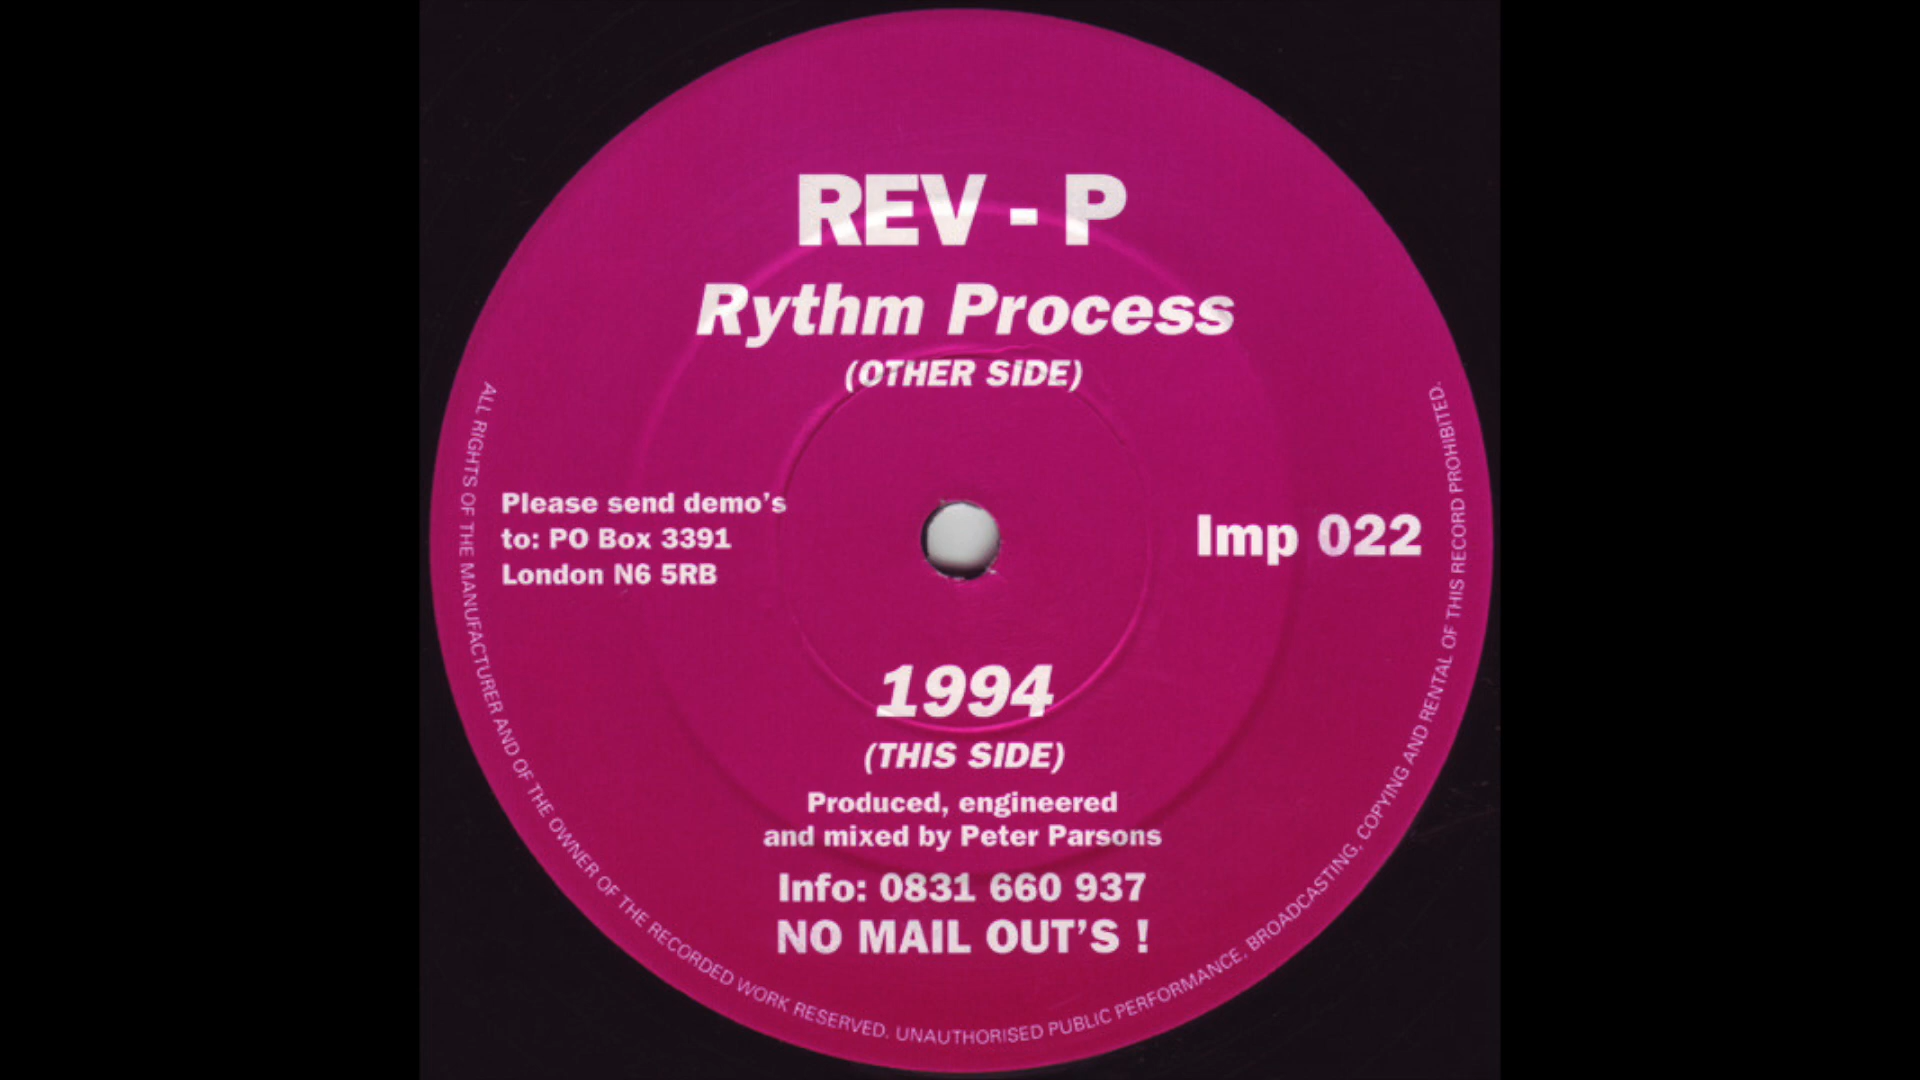 REV - P
Rythm Process
(OTHER SiDE)
Please send demo's
to: PO Box 3391
London N6 5RB
Imp 022
1994
(THIS SIDE)
Produced, engineered
and mixed by Peter Parsons
Info: 0831 660 937
NO MAIL OUT'S !
ALL RIGHTS OF THE MANUFACTURER AND OF THE OWNER OF THE RECORDED WORK RESERVED. UNAUTHORISED PUBLIC PERFORMANCE, BROADCASTING, COPYING AND RENTAL OF THIS RECORD PROHIBITED.